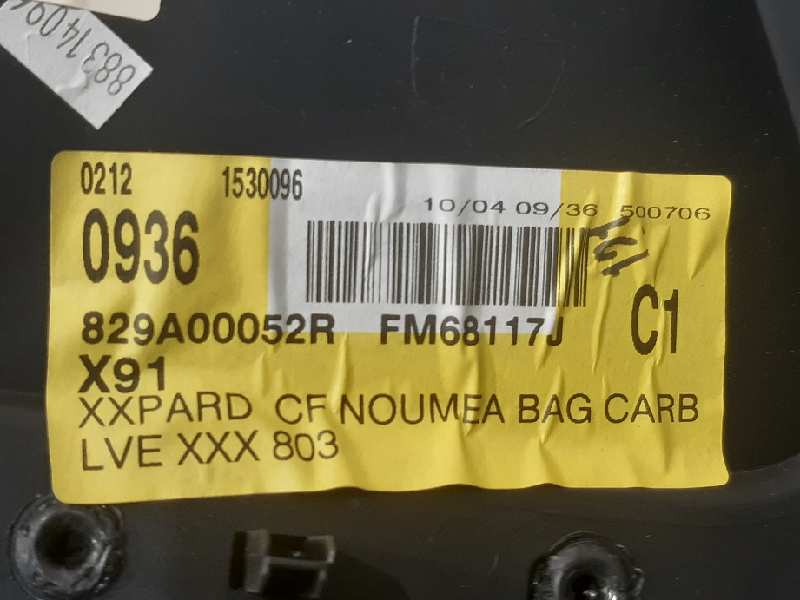 0212 1530096
10/04 09/36 500706
0936
829A00052R FM68117J C1
X91
XXPARD CF NOUMEA BAG CARB
LVE XXX 803